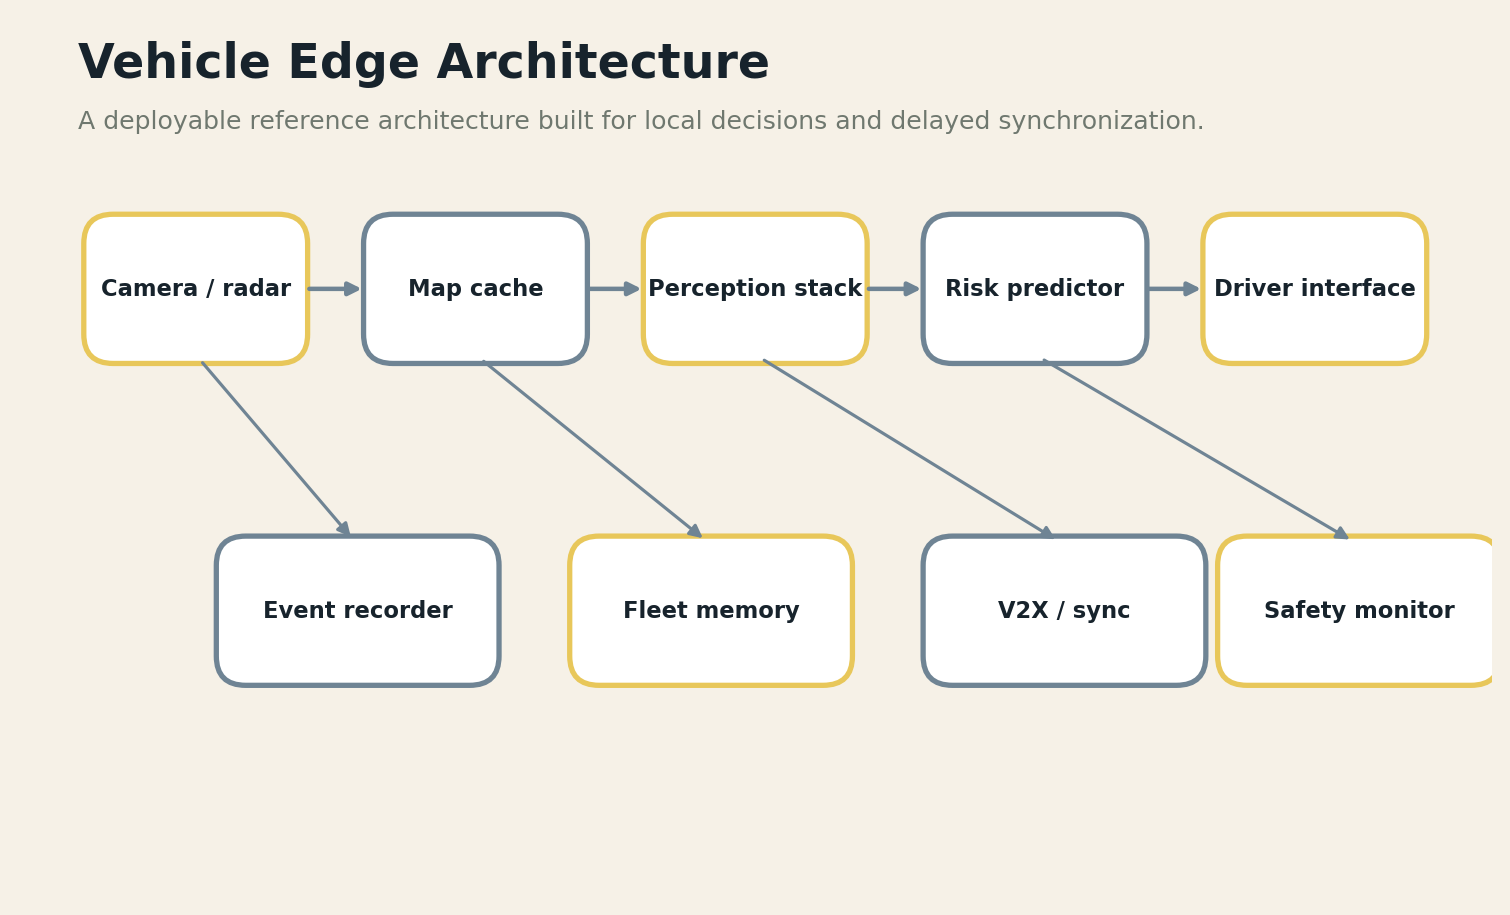 Vehicle Edge Architecture
A deployable reference architecture built for local decisions and delayed synchronization.
Camera / radar
Map cache
Perception stack
Risk predictor
Driver interface
Event recorder
Fleet memory
V2X / sync
Safety monitor